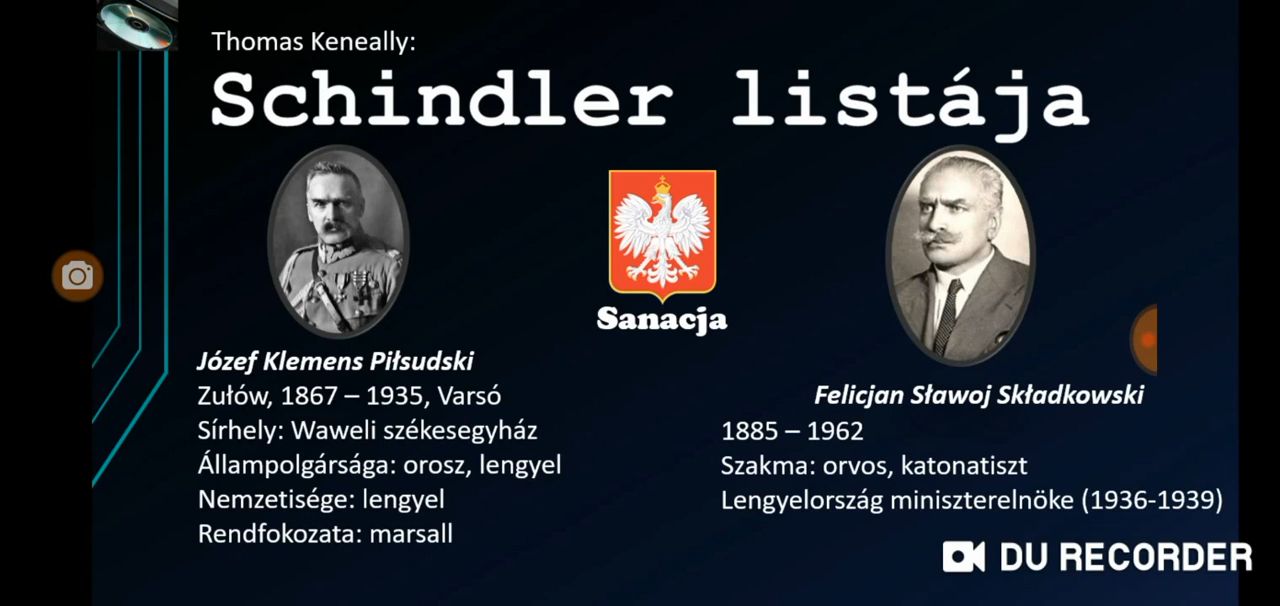 Thomas Keneally:
Schindler listája
Sanacja
Józef Klemens Piłsudski
Zułów, 1867 – 1935, Varsó
Sírhely: Waweli székesegyház
Állampolgársága: orosz, lengyel
Nemzetisége: lengyel
Rendfokozata: marsall
Felicjan Sławoj Składkowski
1885 – 1962
Szakma: orvos, katonatiszt
Lengyelország miniszterelnöke (1936-1939)
DU RECORDER